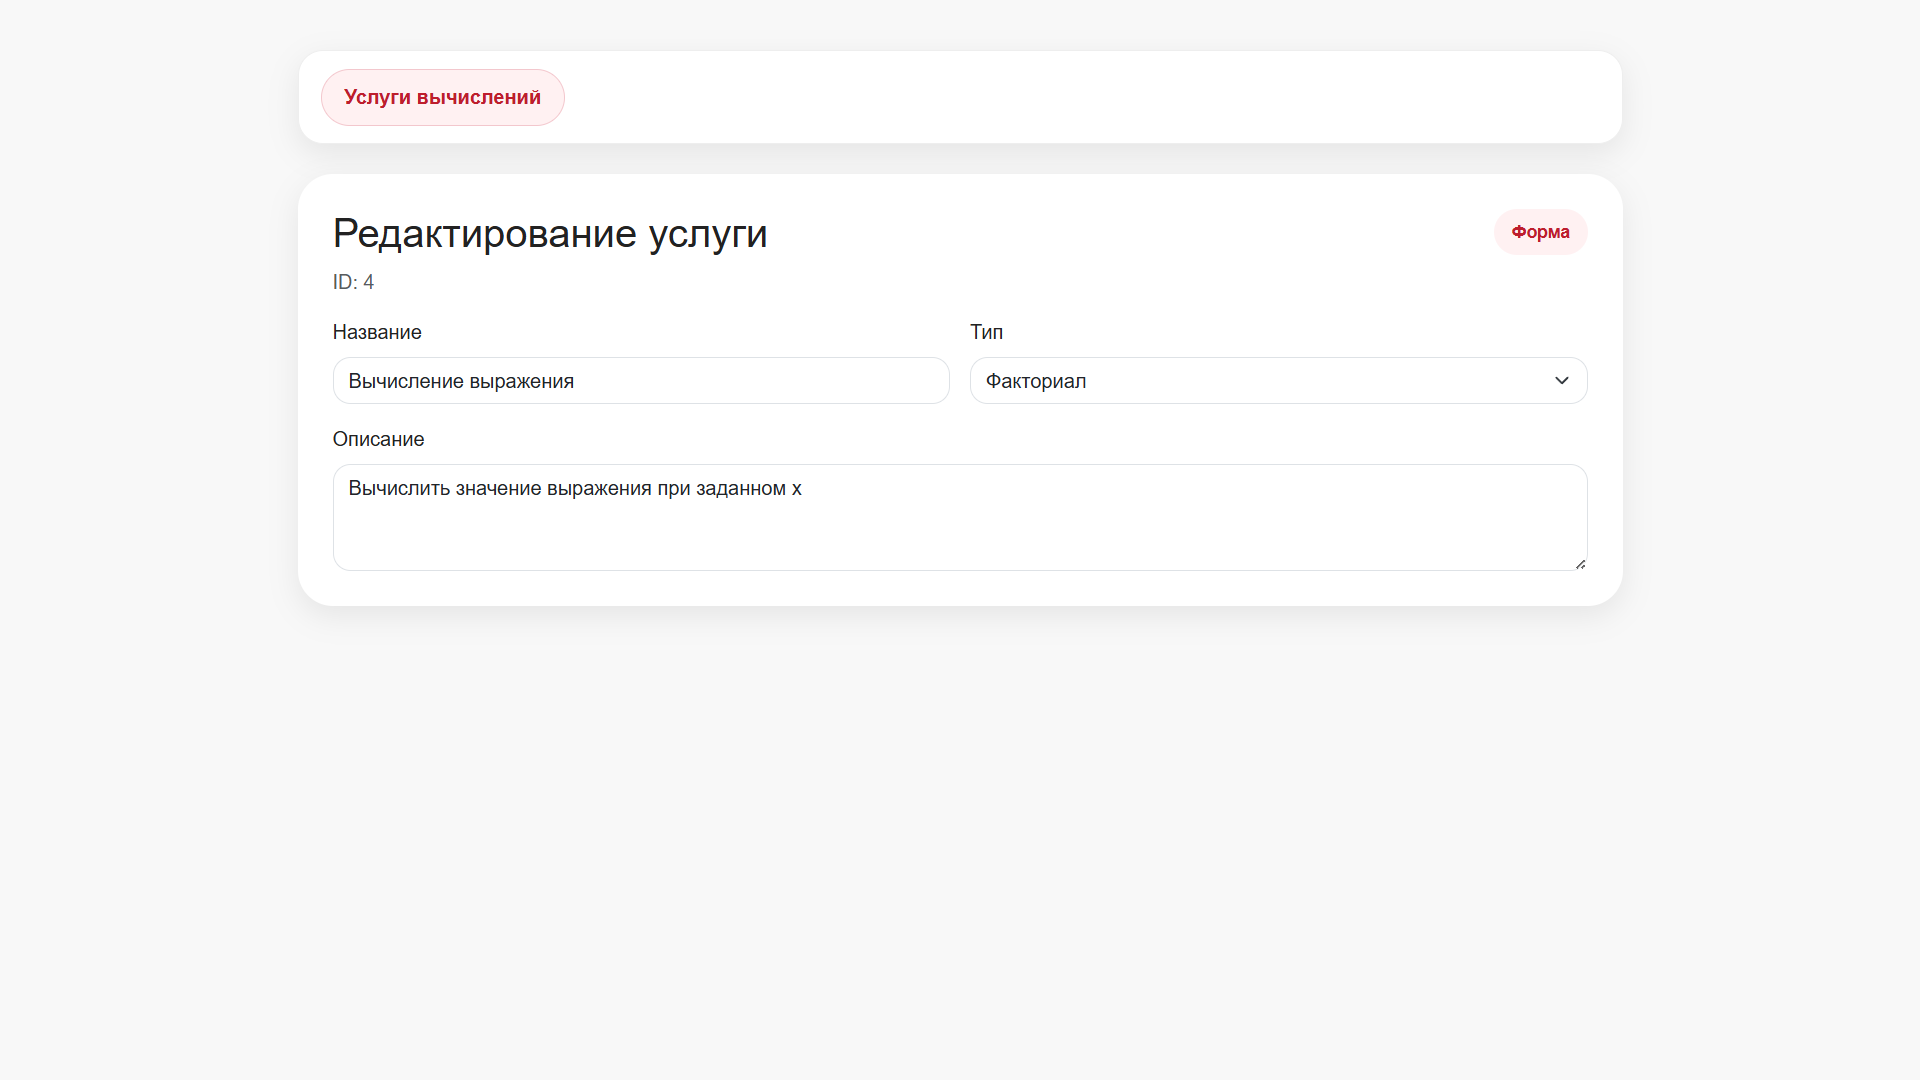 Услуги вычислений
Редактирование услуги
Форма
ID: 4
Название
Тип
Вычисление выражения
Факториал
Описание
Вычислить значение выражения при заданном x